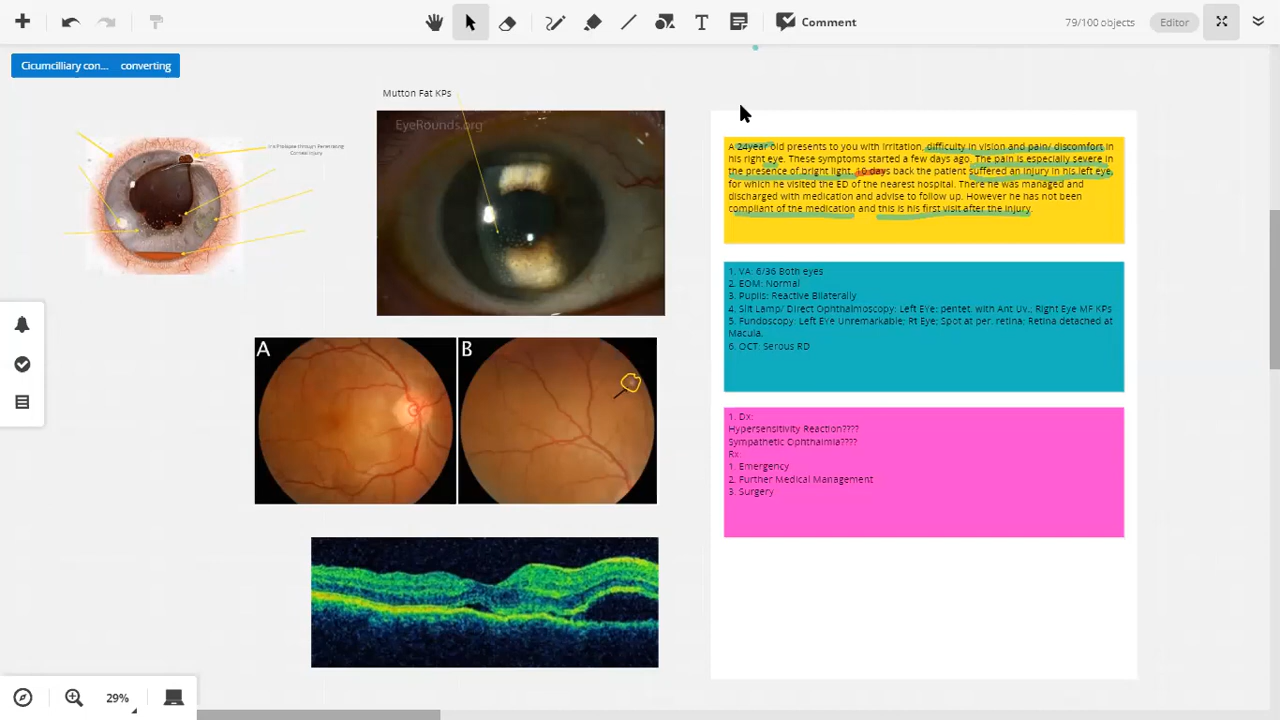 Comment
79/100 objects
Editor
Cicumcilliary con... converting
Mutton Fat KPs
EyeRounds.org
Iris Prolapse through Penetrating
Corneal Injury
A 24year old presents to you with Irritation, difficulty in vision and pain/ discomfort in
his right eye. These symptoms started a few days ago. The pain is especially severe in
the presence of bright light. 10 days back the patient suffered an injury in his left eye,
for which he visited the ED of the nearest hospital. There he was managed and
discharged with medication and advise to follow up. However he has not been
compliant of the medication and this is his first visit after the injury.
1. VA: 6/36 Both eyes
2. EOM: Normal
3. Pupils: Reactive Bilaterally
4. Slit Lamp/ Direct Ophthalmoscopy: Left EYe: pentet. with Ant Uv.; Right Eye MF KPs
5. Fundoscopy: Left EYe Unremarkable; Rt Eye; Spot at per. retina; Retina detached at
Macula.
6. OCT: Serous RD
A
B
1. Dx:
Hypersensitivity Reaction????
Sympathetic Ophthalmia????
Rx:
1. Emergency
2. Further Medical Management
3. Surgery
29%